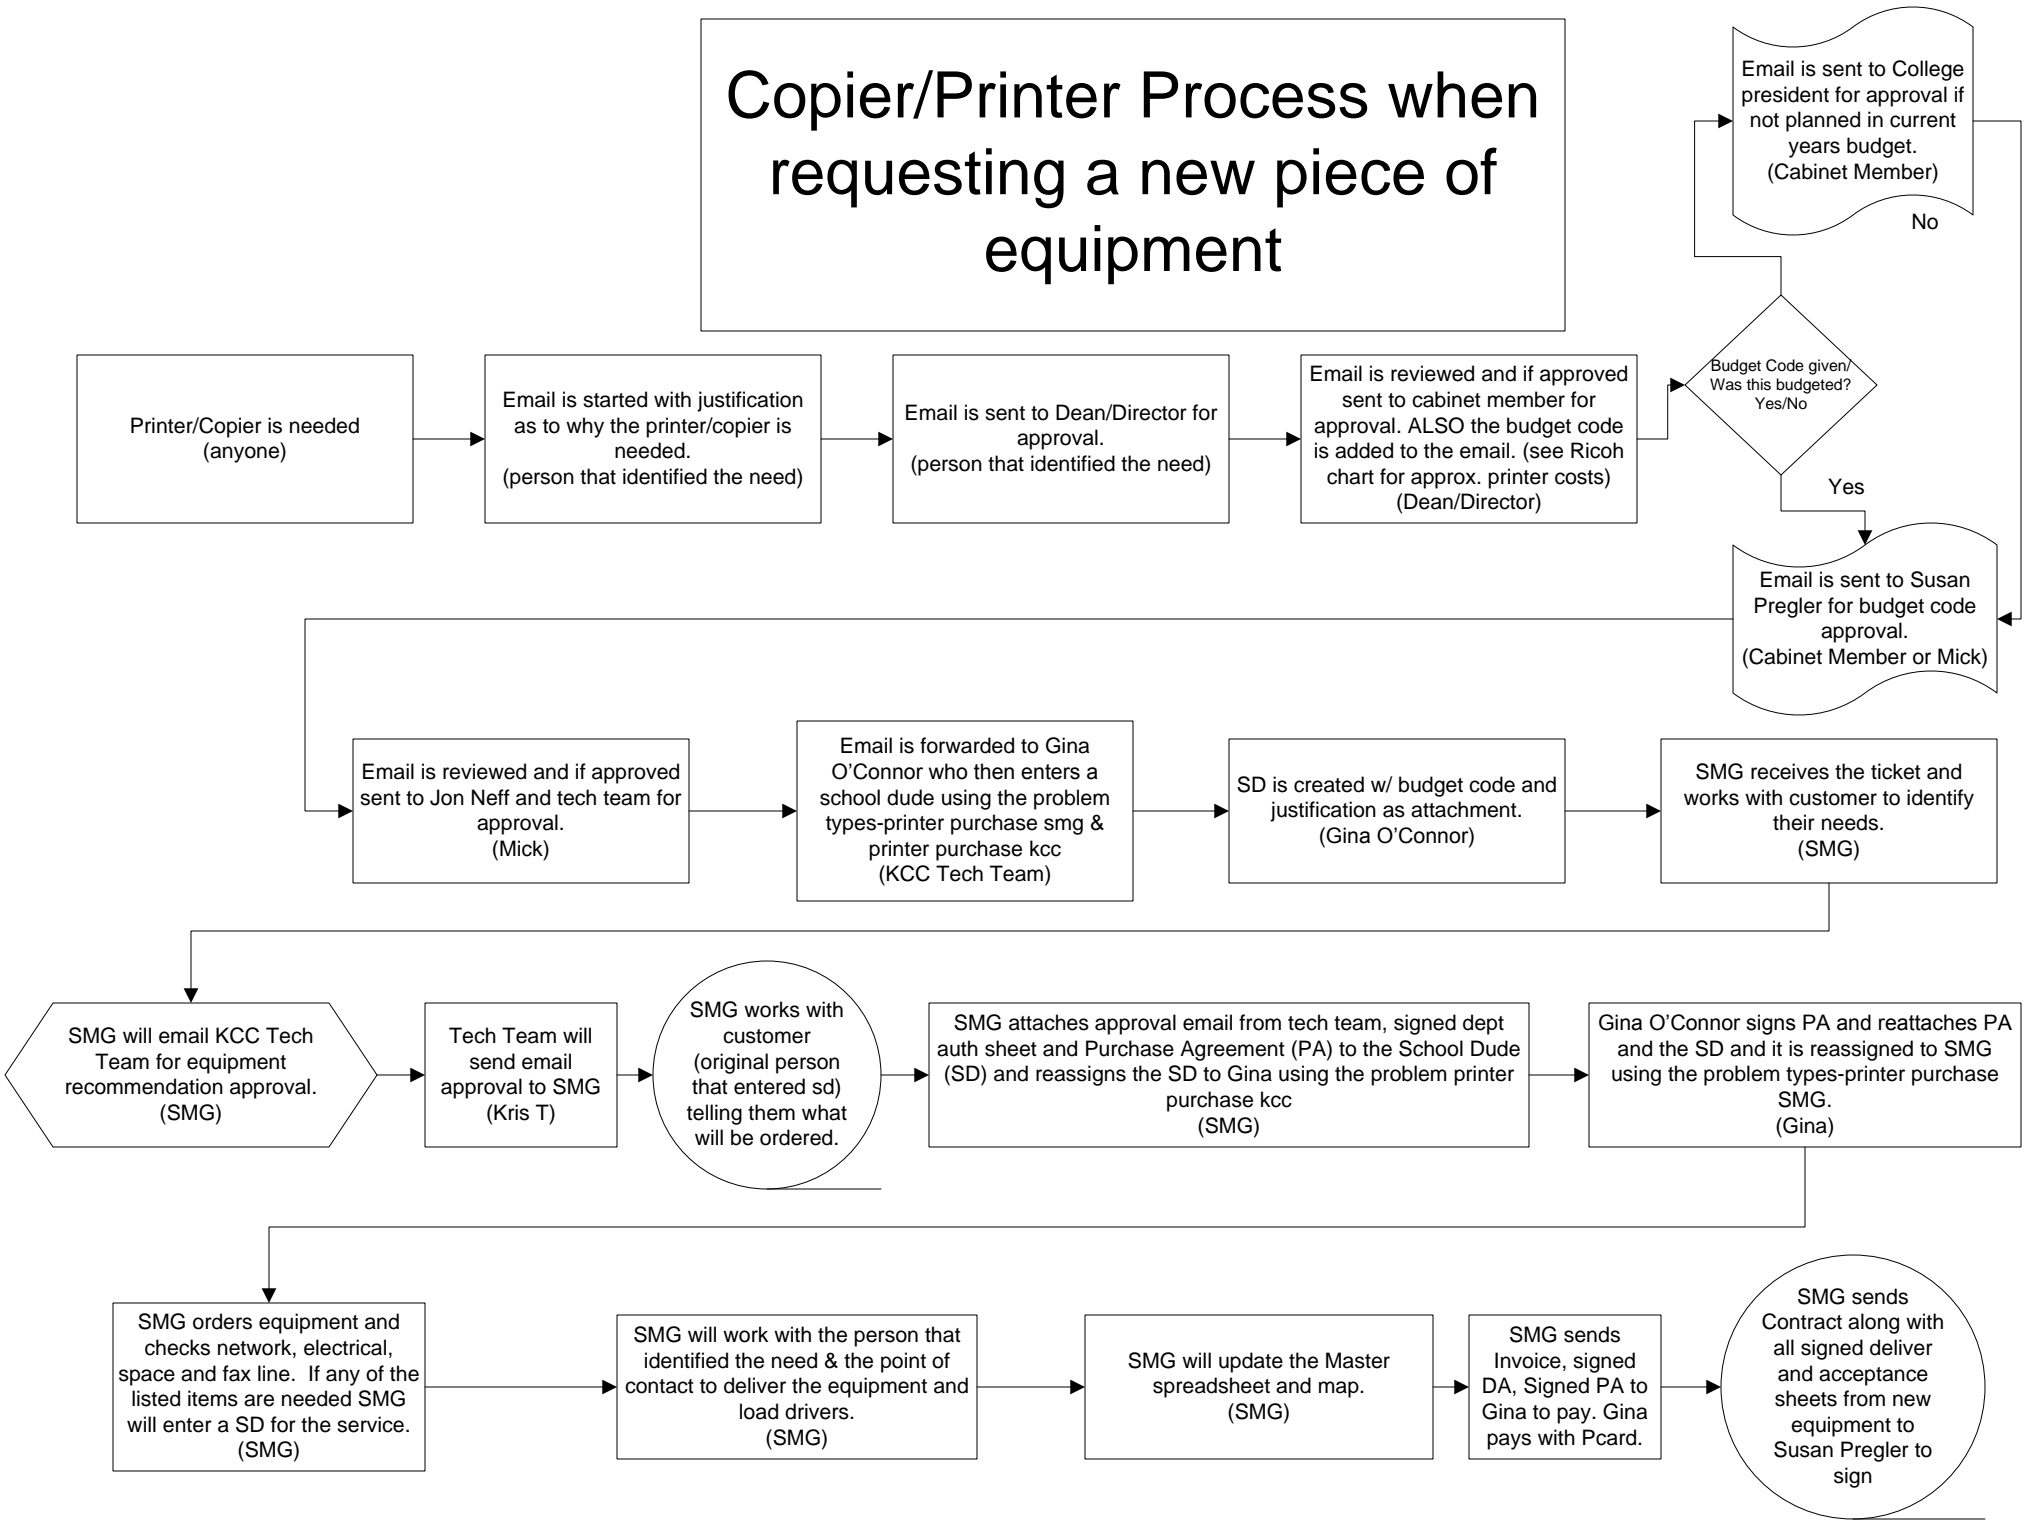 Copier/Printer Process when
requesting a new piece of
equipment
Email is sent to College
president for approval if
not planned in current
years budget.
(Cabinet Member)
No
Printer/Copier is needed
(anyone)
Email is started with justification
as to why the printer/copier is
needed.
(person that identified the need)
Email is sent to Dean/Director for
approval.
(person that identified the need)
Email is reviewed and if approved
sent to cabinet member for
approval. ALSO the budget code
is added to the email. (see Ricoh
chart for approx. printer costs)
(Dean/Director)
Budget Code given/
Was this budgeted?
Yes/No
Yes
Email is sent to Susan
Pregler for budget code
approval.
(Cabinet Member or Mick)
Email is reviewed and if approved
sent to Jon Neff and tech team for
approval.
(Mick)
Email is forwarded to Gina
O’Connor who then enters a
school dude using the problem
types-printer purchase smg &
printer purchase kcc
(KCC Tech Team)
SD is created w/ budget code and
justification as attachment.
(Gina O’Connor)
SMG receives the ticket and
works with customer to identify
their needs.
(SMG)
SMG will email KCC Tech
Team for equipment
recommendation approval.
(SMG)
Tech Team will
send email
approval to SMG
(Kris T)
SMG works with
customer
(original person
that entered sd)
telling them what
will be ordered.
SMG attaches approval email from tech team, signed dept
auth sheet and Purchase Agreement (PA) to the School Dude
(SD) and reassigns the SD to Gina using the problem printer
purchase kcc
(SMG)
Gina O’Connor signs PA and reattaches PA
and the SD and it is reassigned to SMG
using the problem types-printer purchase
SMG.
(Gina)
SMG orders equipment and
checks network, electrical,
space and fax line.  If any of the
listed items are needed SMG
will enter a SD for the service.
(SMG)
SMG will work with the person that
identified the need & the point of
contact to deliver the equipment and
load drivers.
(SMG)
SMG will update the Master
spreadsheet and map.
(SMG)
SMG sends
Invoice, signed
DA, Signed PA to
Gina to pay. Gina
pays with Pcard.
SMG sends
Contract along with
all signed deliver
and acceptance
sheets from new
equipment to
Susan Pregler to
sign